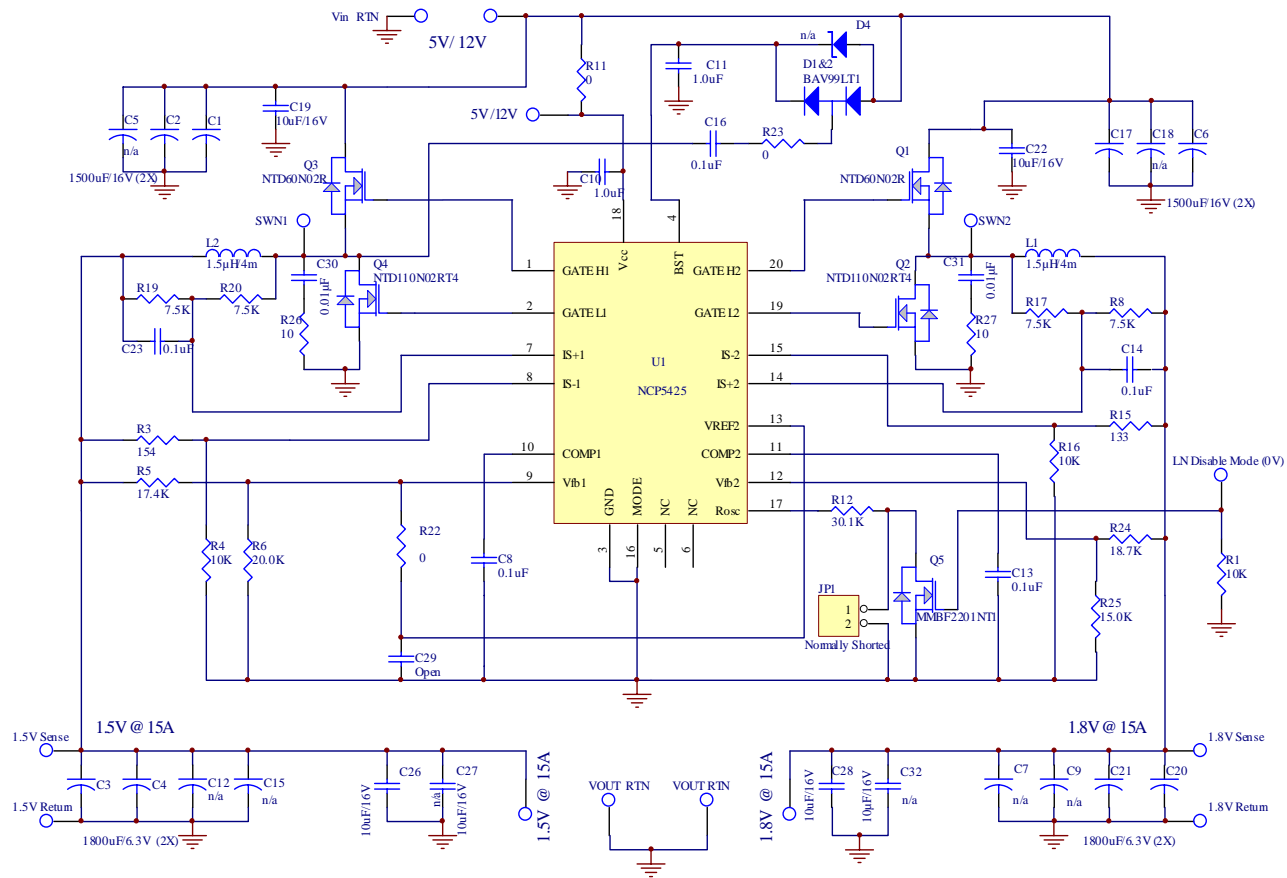 Vin RTN
5V/ 12V
D4
n/a
D1&2
BAV99LT1
R11
0
C11
1.0uF
5V/12V
C16
0.1uF
R23
0
C5
n/a
C2
C1
C19
10uF/16V
1500uF/16V (2X)
C10
1.0uF
Q3
NTD60N02R
Q1
NTD60N02R
C22
10uF/16V
C17
C18
n/a
C6
1500uF/16V (2X)
SWN1
SWN2
L2
1.5µH/4m
C30
0.01µF
Q4
NTD110N02RT4
R19
7.5K
R20
7.5K
R26
10
C23
0.1uF
18
Vcc
4
BST
1
GATE H1
GATE H2
20
2
GATE L1
GATE L2
19
7
IS+1
IS-2
15
8
IS-1
IS+2
14
U1
NCP5425
VREF2
13
10
COMP1
COMP2
11
9
Vfb1
Vfb2
12
Rosc
17
GND
MODE
NC
NC
3
16
5
6
Q2
NTD110N02RT4
C31
0.01µF
L1
1.5µH/4m
R27
10
R17
7.5K
R8
7.5K
C14
0.1uF
R3
154
R5
17.4K
R15
133
R16
10K
LN Disable Mode (0V)
R4
10K
R6
20.0K
R22
0
C8
0.1uF
R12
30.1K
R24
18.7K
R1
10K
Q5
MMBF2201NT1
C13
0.1uF
R25
15.0K
JP1
1
2
Normally Shorted
C29
Open
1.5V @ 15A
1.8V @ 15A
1.5V Sense
1.8V Sense
C3
C4
C12
n/a
C15
n/a
C26
10uF/16V
C27
n/a
10uF/16V
1.5V @ 15A
VOUT RTN
VOUT RTN
1.8V @ 15A
C28
10uF/16V
C32
n/a
10µF/16V
C7
n/a
C9
n/a
C21
C20
1.5V Return
1.8V Return
1800uF/6.3V (2X)
1800uF/6.3V (2X)